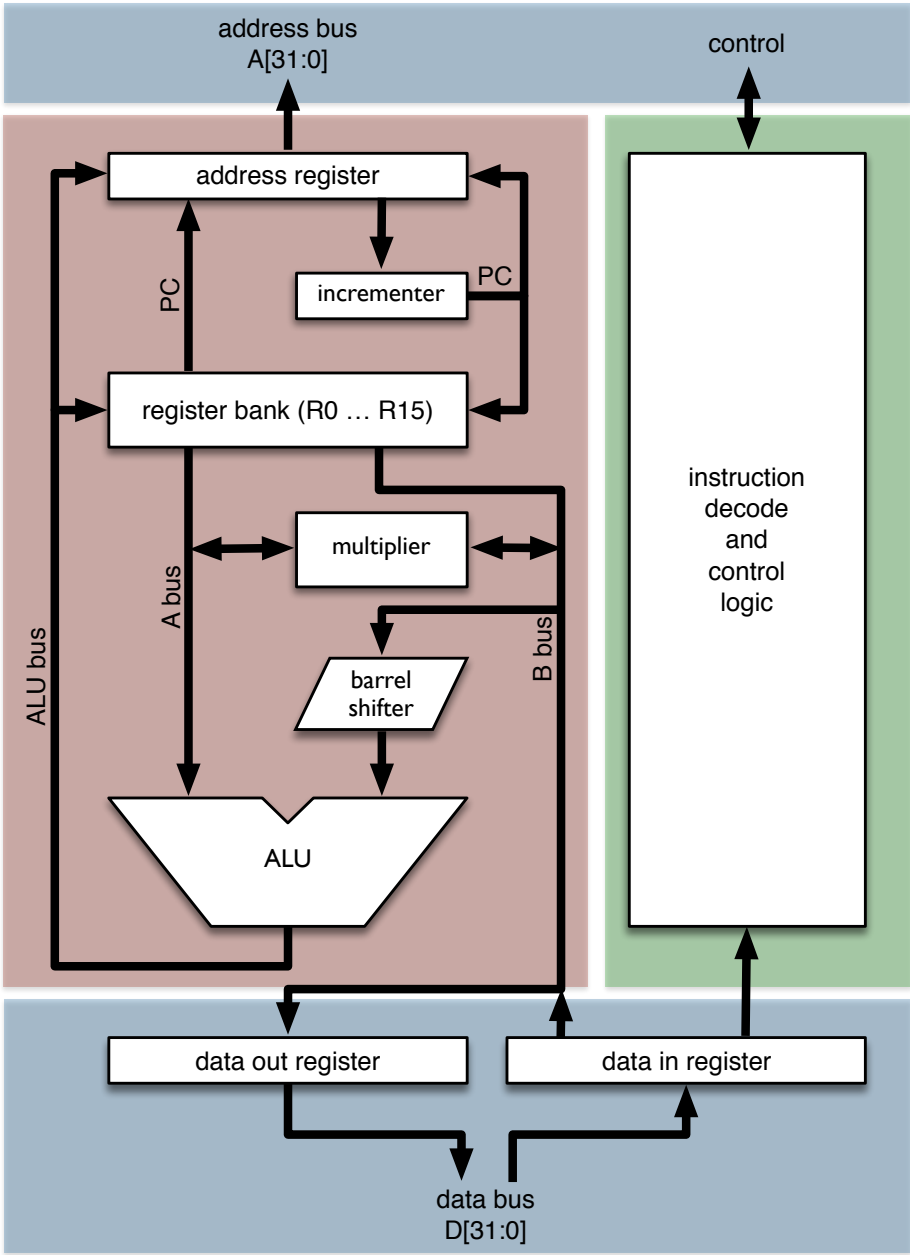 address bus
A[31:0]
control
address register
PC
incrementer
PC
register bank (R0 … R15)
instruction
decode
and
control
logic
multiplier
A bus
B bus
ALU bus
barrel
shifter
ALU
data out register
data in register
data bus
D[31:0]